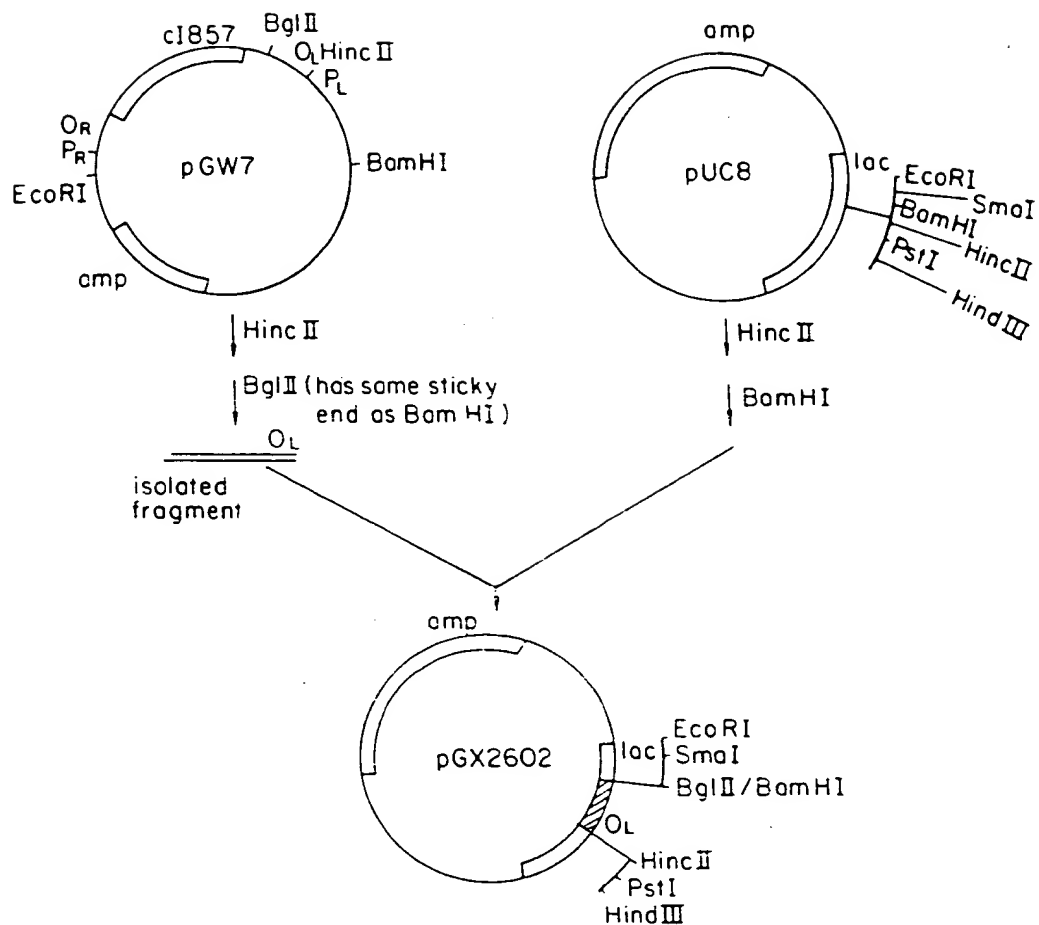 cI857
BglII
OL HincII
PL
OR
PR
EcoRI
pGW7
BamHI
amp
HincII
BglII (has same sticky
end as Bam HI)
OL
isolated
fragment
amp
pUC8
lac
EcoRI
SmaI
BamHI
HincII
PstI
HindIII
HincII
BamHI
amp
pGX2602
lac
EcoRI
SmaI
BglII/BamHI
OL
HincII
PstI
HindIII